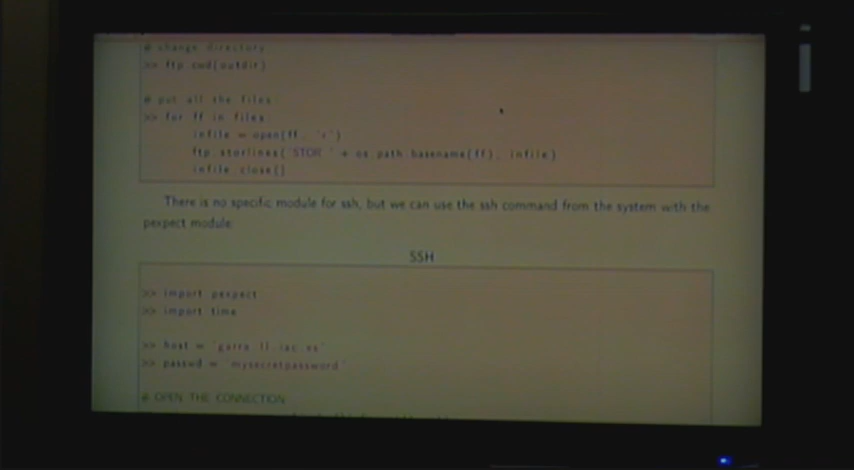 # change directory
>> ftp.cwd(outdir)
# put all the files
>> for ff in files:
infile = open(ff, 'r')
ftp.storlines('STOR ' + os.path.basename(ff), infile)
infile.close()
There is no specific module for ssh, but we can use the ssh command from the system with the
pexpect module:
SSH
>> import pexpect
>> import time
>> host =
>> passwd = 'mysecretpassword'
# OPEN THE CONNECTION